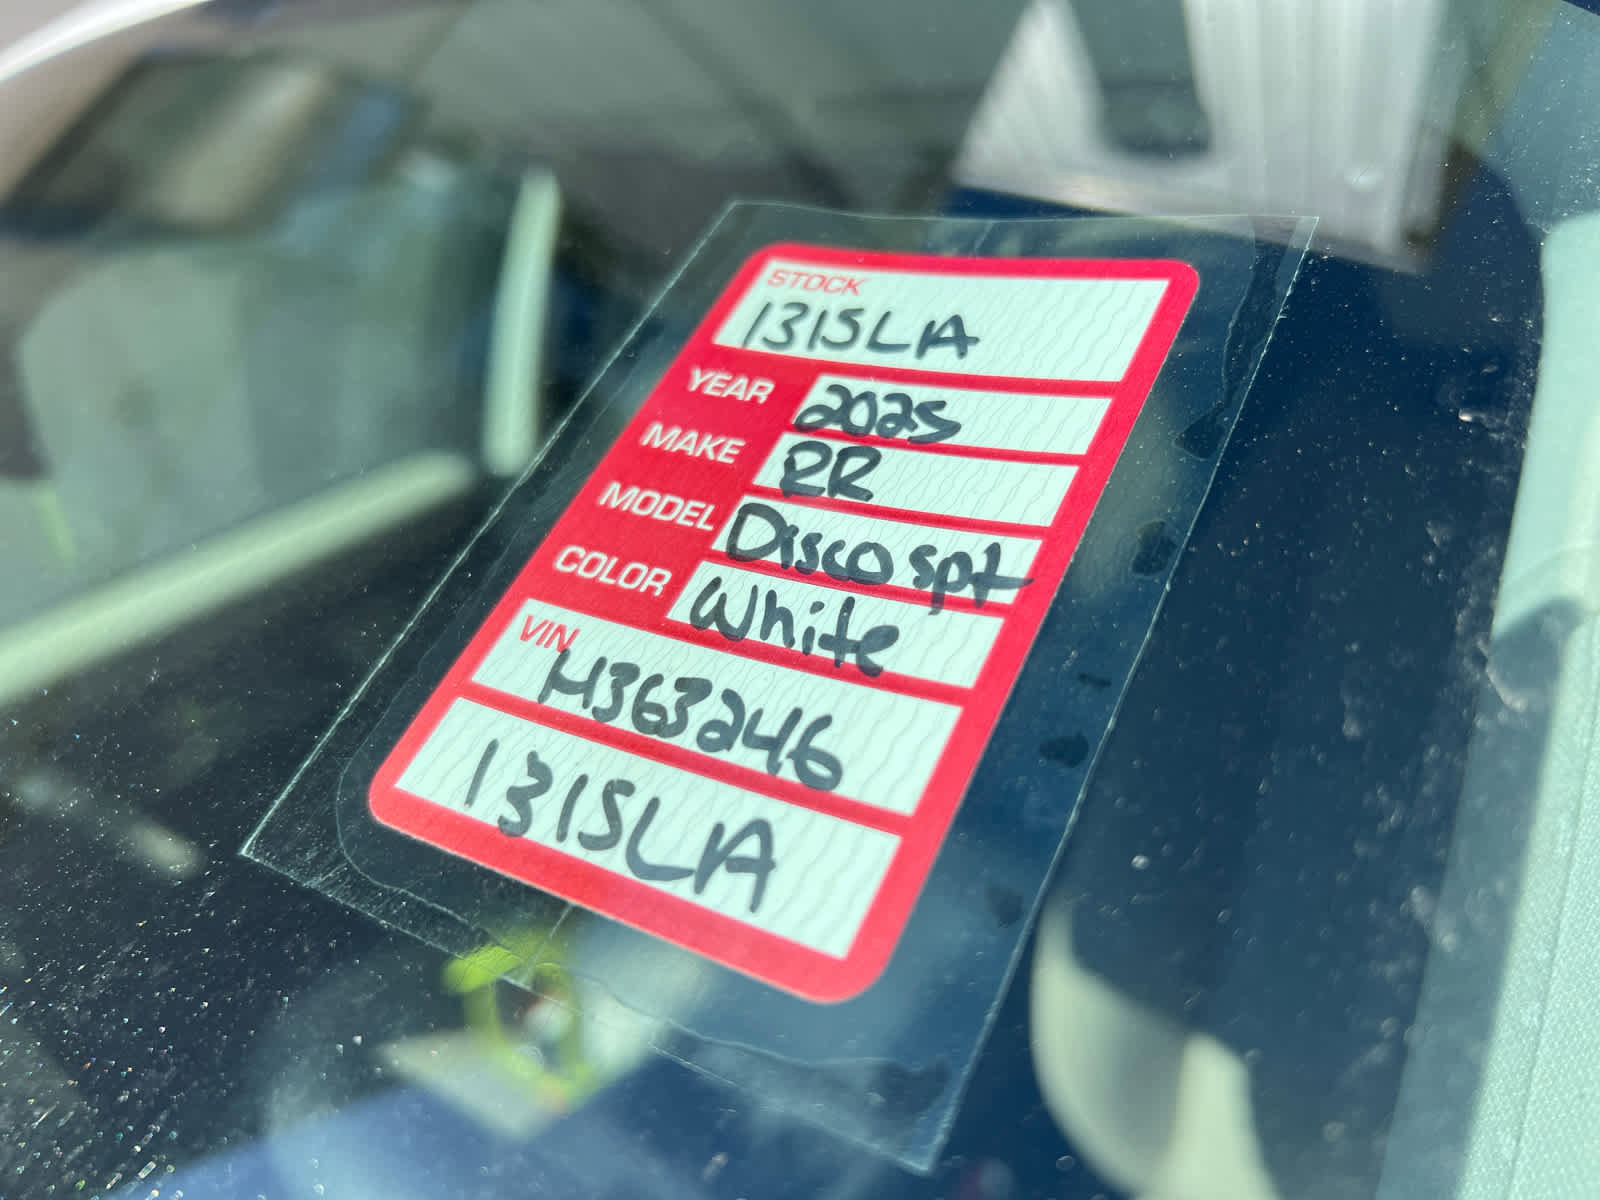 STOCK
1315LA
YEAR 2025
MAKE RR
MODEL Disco spt
COLOR White
VIN
H363246
1315LA